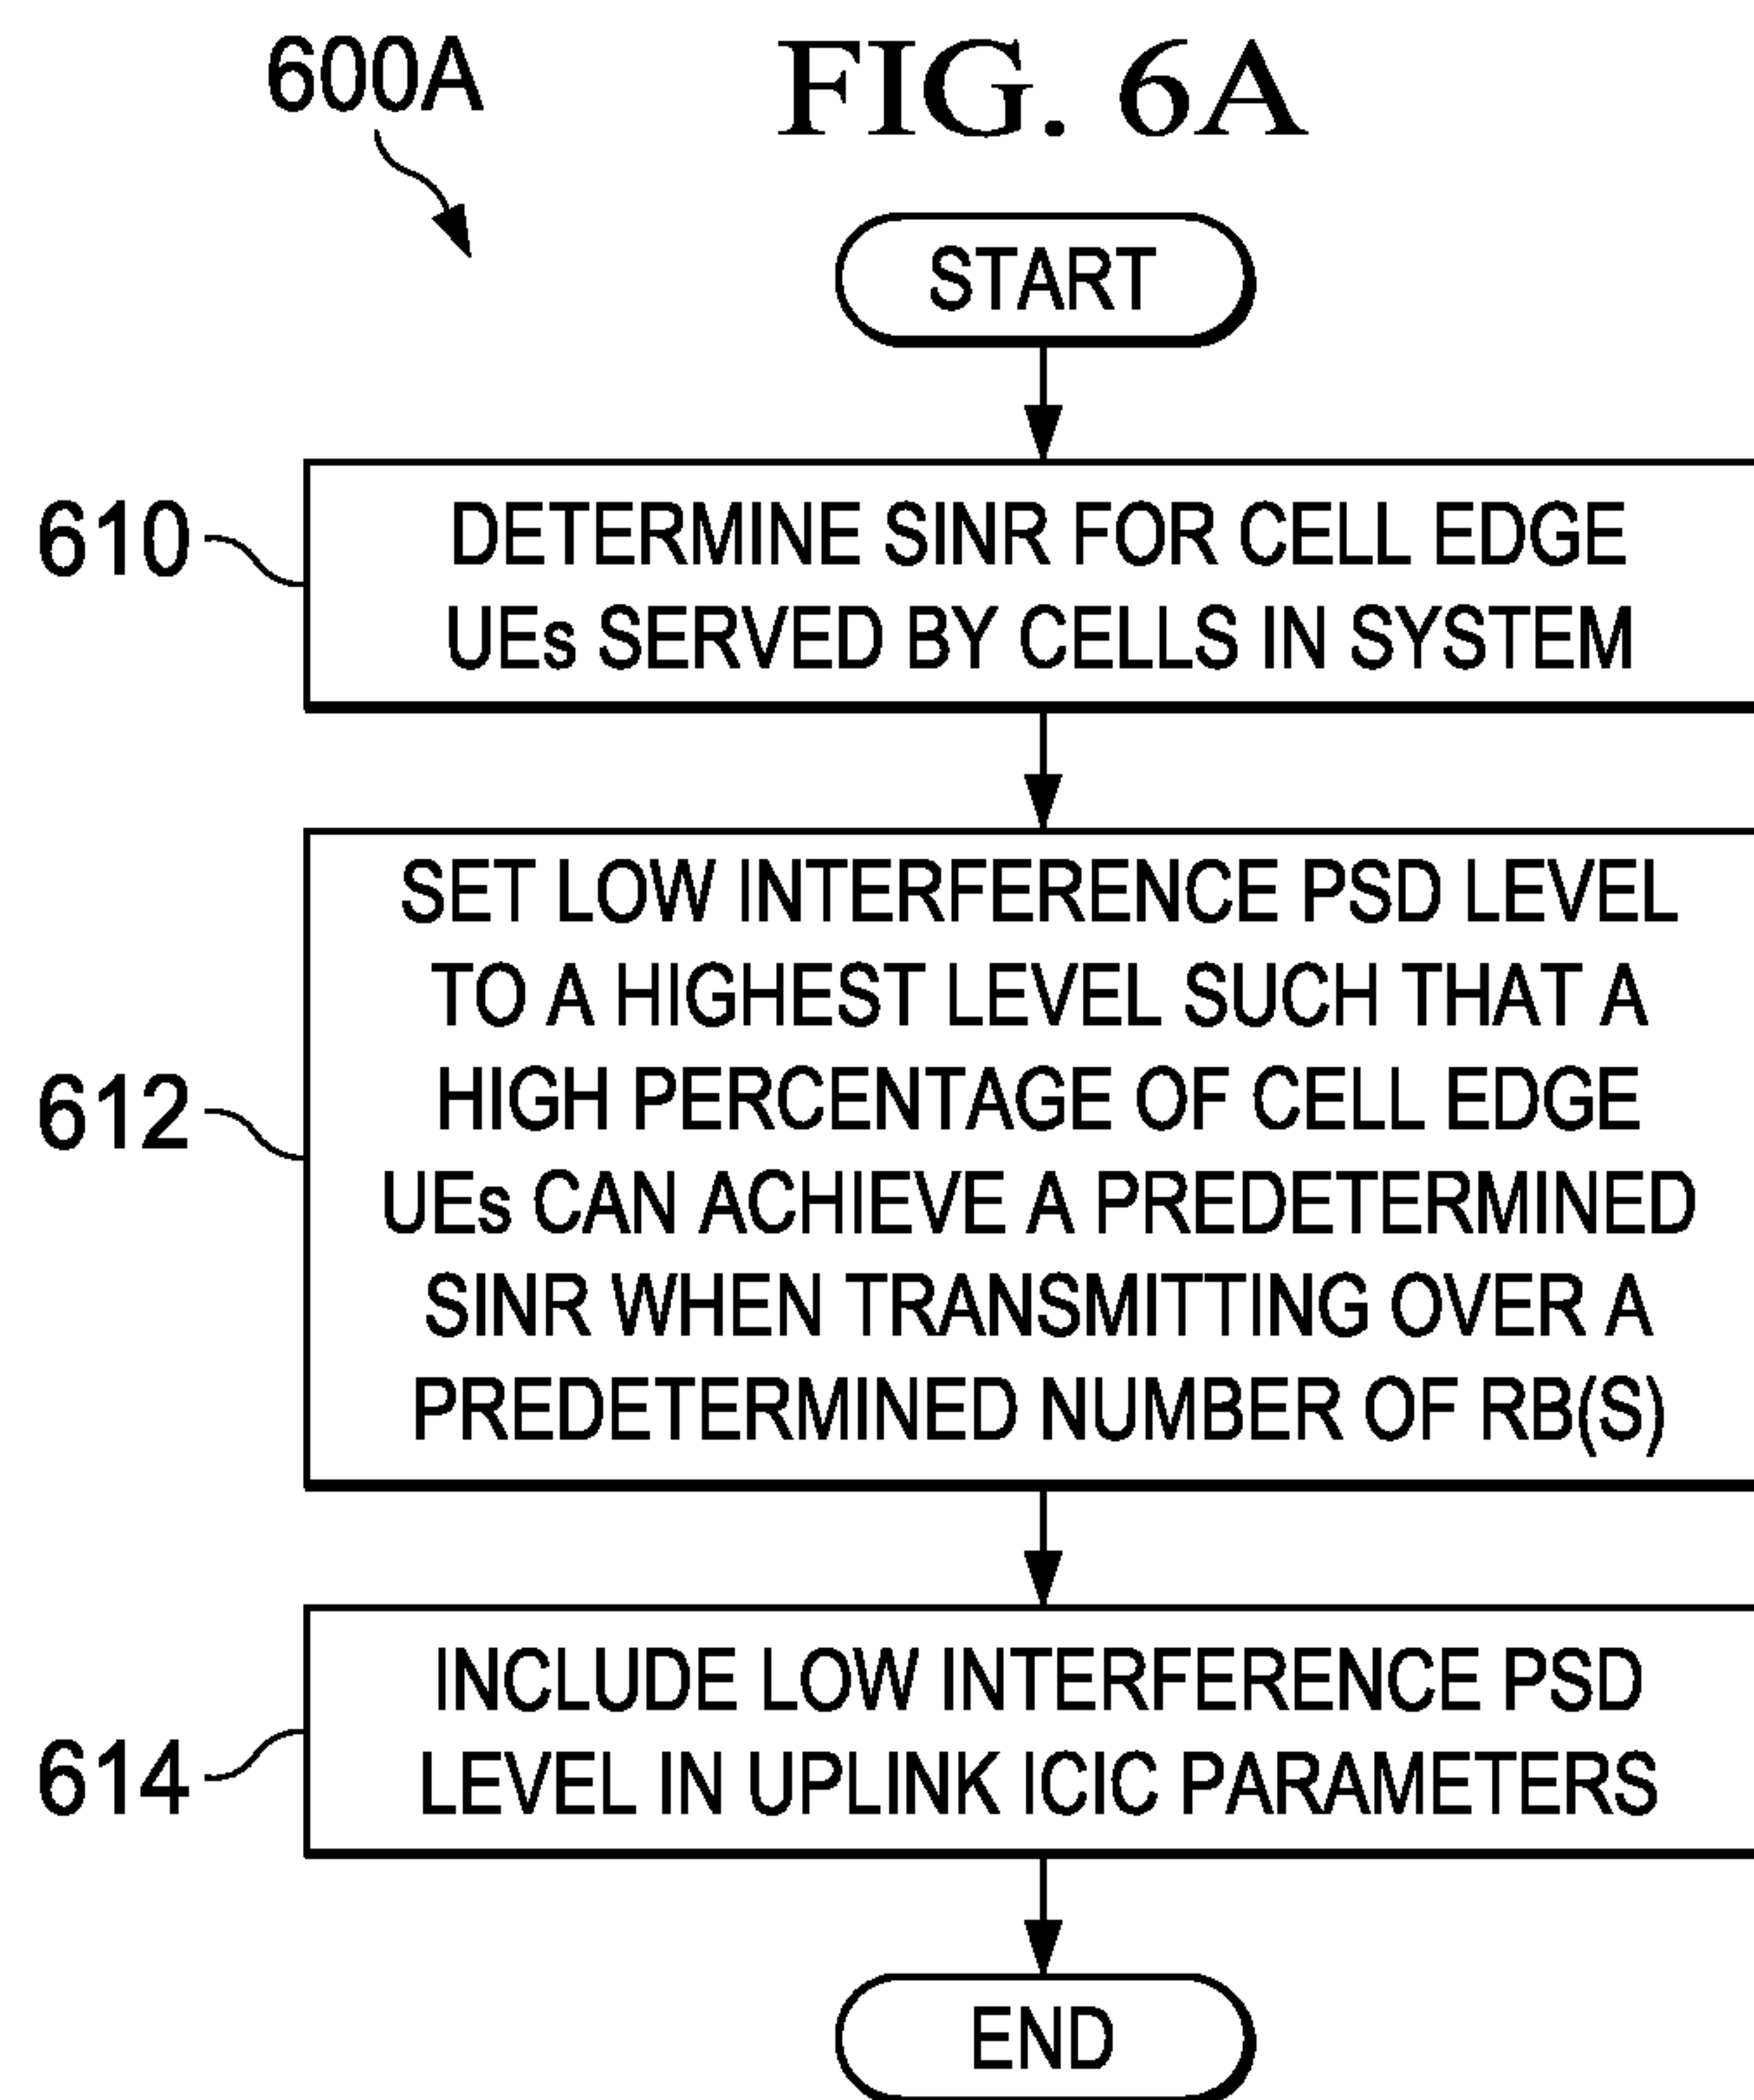 600A
FIG. 6A
START
610
DETERMINE SINR FOR CELL EDGE
UEs SERVED BY CELLS IN SYSTEM
612
SET LOW INTERFERENCE PSD LEVEL
TO A HIGHEST LEVEL SUCH THAT A
HIGH PERCENTAGE OF CELL EDGE
UEs CAN ACHIEVE A PREDETERMINED
SINR WHEN TRANSMITTING OVER A
PREDETERMINED NUMBER OF RB(S)
614
INCLUDE LOW INTERFERENCE PSD
LEVEL IN UPLINK ICIC PARAMETERS
END